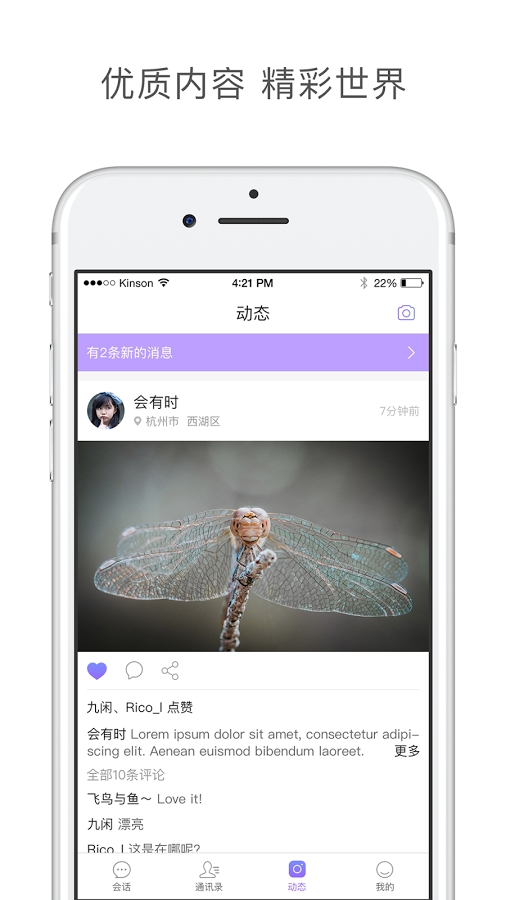 优质内容 精彩世界
Kinson 4:21 PM 22%
动态
有2条新的消息
会有时
杭州市 西湖区
7分钟前
九闲、Rico_l 点赞
会有时 Lorem ipsum dolor sit amet, consectetur adipi-
scing elit. Aenean euismod bibendum laoreet. 更多
全部10条评论
飞鸟与鱼～ Love it!
九闲 漂亮
Rico_l 这是在哪呢?
会话 通讯录 动态 我的